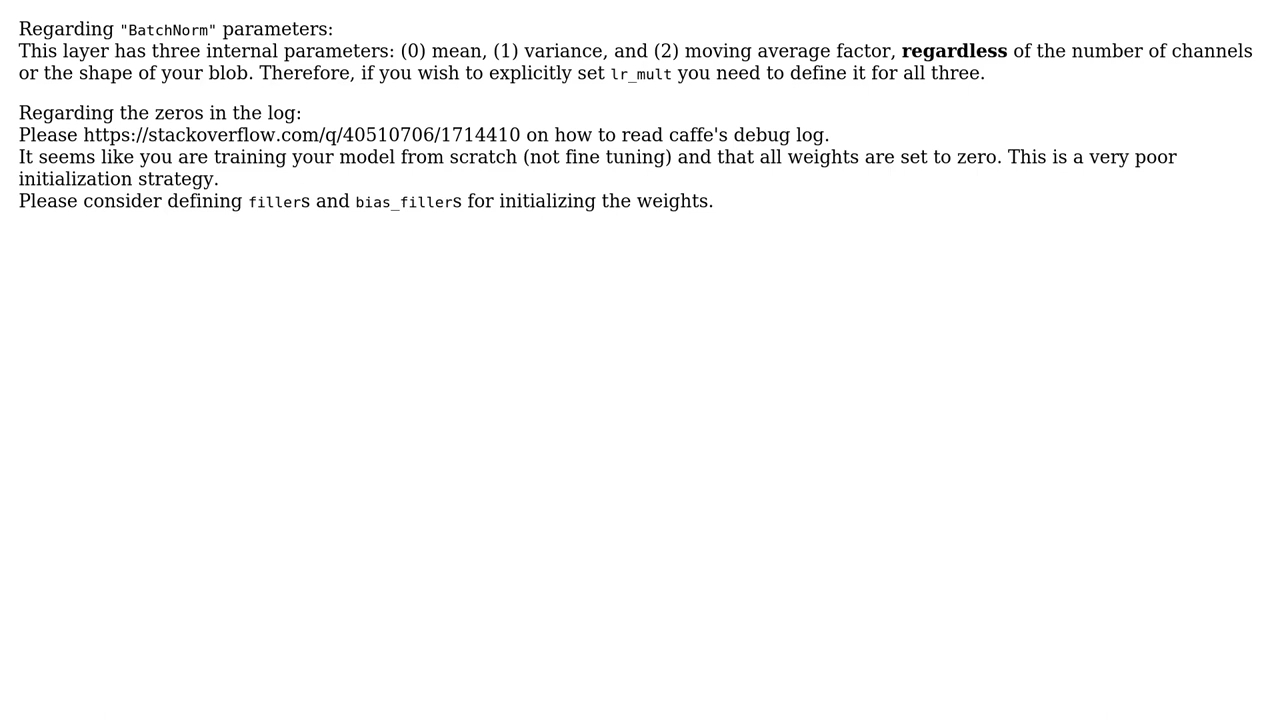 Regarding "BatchNorm" parameters:
This layer has three internal parameters: (0) mean, (1) variance, and (2) moving average factor, regardless of the number of channels
or the shape of your blob. Therefore, if you wish to explicitly set lr_mult you need to define it for all three.
Regarding the zeros in the log:
Please https://stackoverflow.com/q/40510706/1714410 on how to read caffe's debug log.
It seems like you are training your model from scratch (not fine tuning) and that all weights are set to zero. This is a very poor
initialization strategy.
Please consider defining fillers and bias_fillers for initializing the weights.